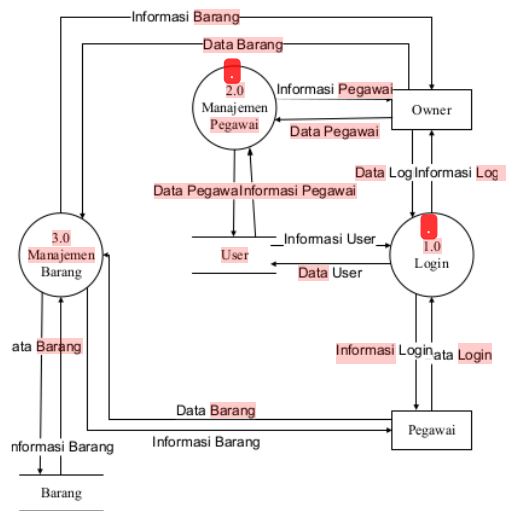 Informasi Barang
Data Barang
2.0
Manajemen
Pegawai
Informasi Pegawai
Owner
Data Pegawai
Data Log
Informasi Log
Data Pegawa
Informasi Pegawai
3.0
Manajemen
Barang
User
Informasi User
Data User
1.0
Login
ata Barang
Informasi Login
ata Login
Data Barang
Informasi Barang
Pegawai
nformasi Barang
Barang